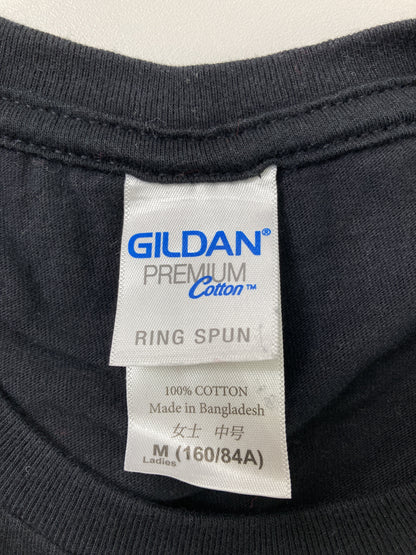 GILDAN®
PREMIUM
Cotton™
RING SPUN
100% COTTON
Made in Bangladesh
女士 中号
M (160/84A)
Ladies